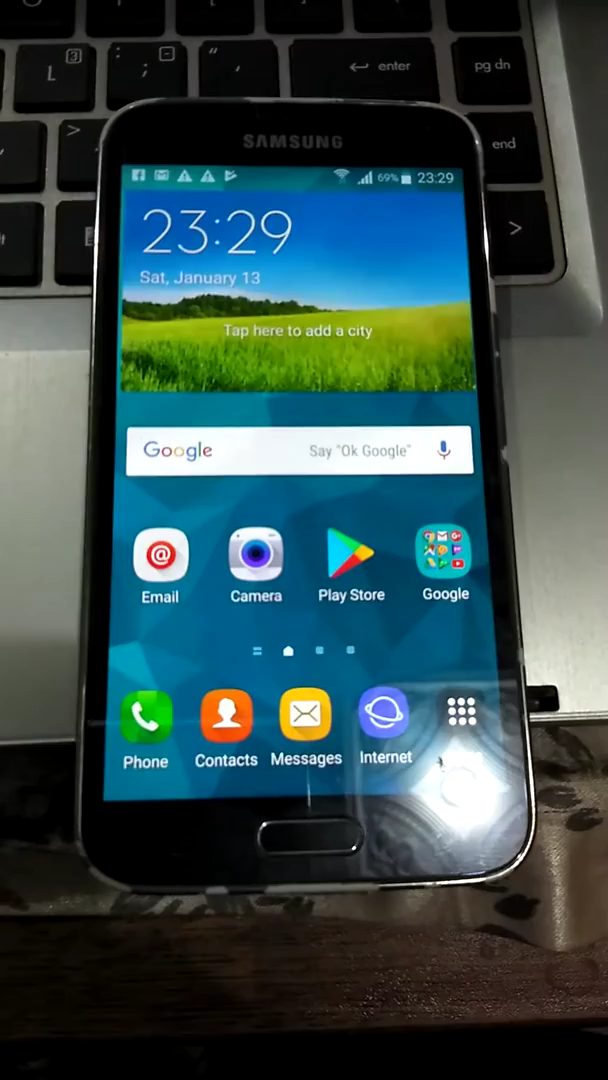 L
3
:
;
-
"
,
enter
pg dn
>
end
>
SAMSUNG
69% 23:29
23:29
Sat, January 13
Tap here to add a city
Google Say "Ok Google"
Email Camera Play Store Google
Phone Contacts Messages Internet